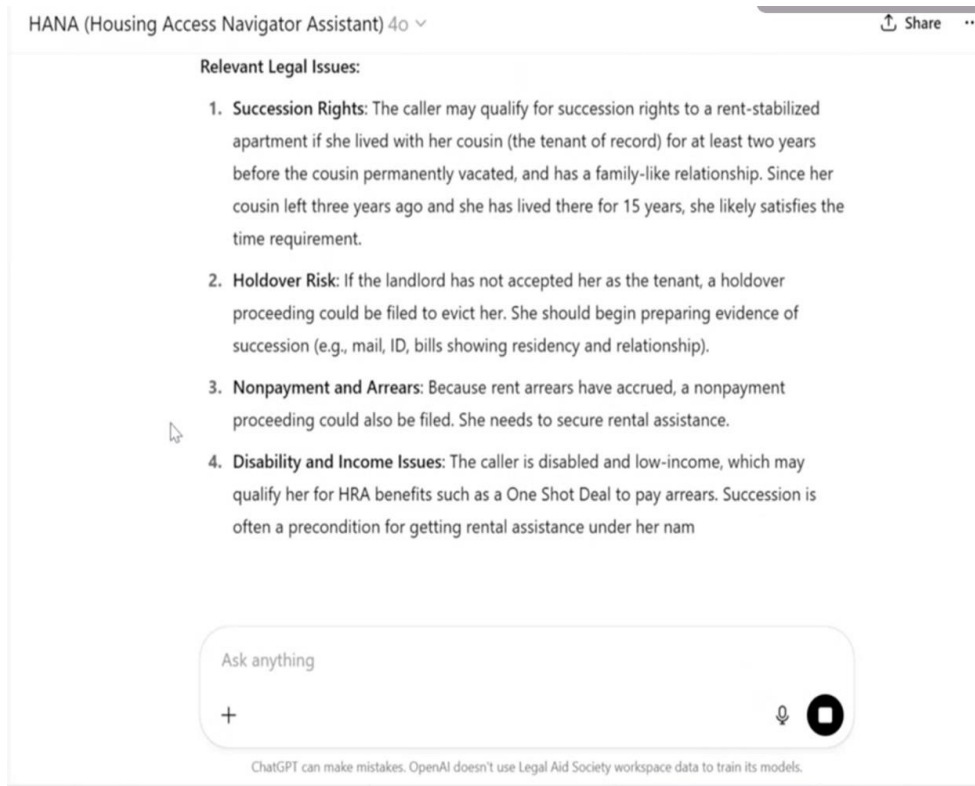 HANA (Housing Access Navigator Assistant) 4o
Share
Relevant Legal Issues:
1. Succession Rights: The caller may qualify for succession rights to a rent-stabilized
apartment if she lived with her cousin (the tenant of record) for at least two years
before the cousin permanently vacated, and has a family-like relationship. Since her
cousin left three years ago and she has lived there for 15 years, she likely satisfies the
time requirement.
2. Holdover Risk: If the landlord has not accepted her as the tenant, a holdover
proceeding could be filed to evict her. She should begin preparing evidence of
succession (e.g., mail, ID, bills showing residency and relationship).
3. Nonpayment and Arrears: Because rent arrears have accrued, a nonpayment
proceeding could also be filed. She needs to secure rental assistance.
4. Disability and Income Issues: The caller is disabled and low-income, which may
qualify her for HRA benefits such as a One Shot Deal to pay arrears. Succession is
often a precondition for getting rental assistance under her nam
Ask anything
ChatGPT can make mistakes. OpenAI doesn't use Legal Aid Society workspace data to train its models.